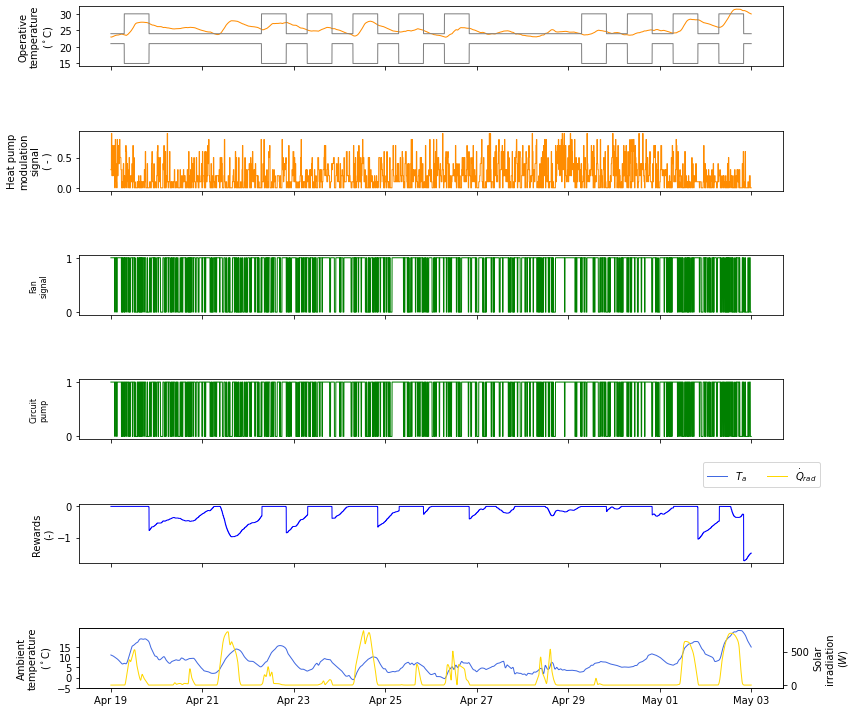 Operative
temperature
(°C)
30
25
20
15
Heat pump
modulation
signal
( - )
0.5
0.0
Fan
signal
1
0
Circuit
pump
1
0
T_a
Q̇_rad
Rewards
(-)
0
−1
Ambient
temperature
(°C)
15
10
5
0
−5
500
0
Solar
irradiation
(W)
Apr 19 Apr 21 Apr 23 Apr 25 Apr 27 Apr 29 May 01 May 03